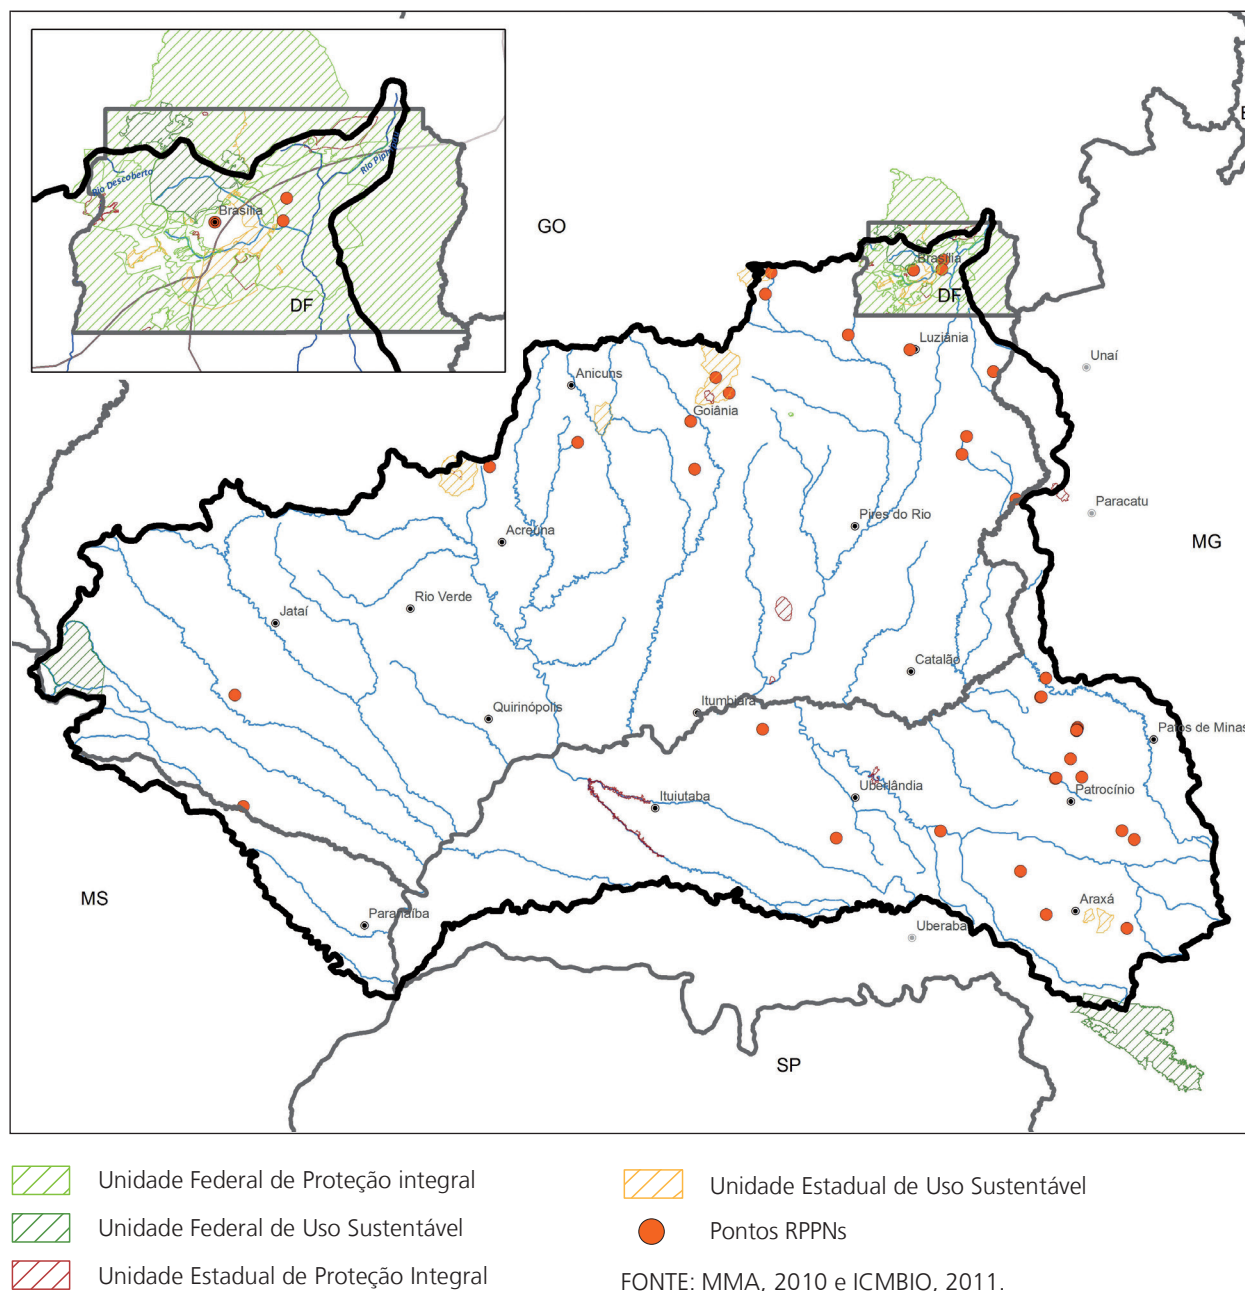 Rio Descoberto
Brasília
DF
GO
Brasília
DF
Luziânia
Unaí
Anicuns
Goiânia
Paracatu
Acreúna
Pires do Rio
MG
Rio Verde
Jataí
Catalão
Quirinópolis
Itumbiara
Patos de Minas
Ituiutaba
Uberlândia
Patrocínio
MS
Paranaíba
Araxá
Uberaba
SP
Unidade Federal de Proteção integral
Unidade Federal de Uso Sustentável
Unidade Estadual de Proteção Integral
Unidade Estadual de Uso Sustentável
Pontos RPPNs
FONTE: MMA, 2010 e ICMBIO, 2011.